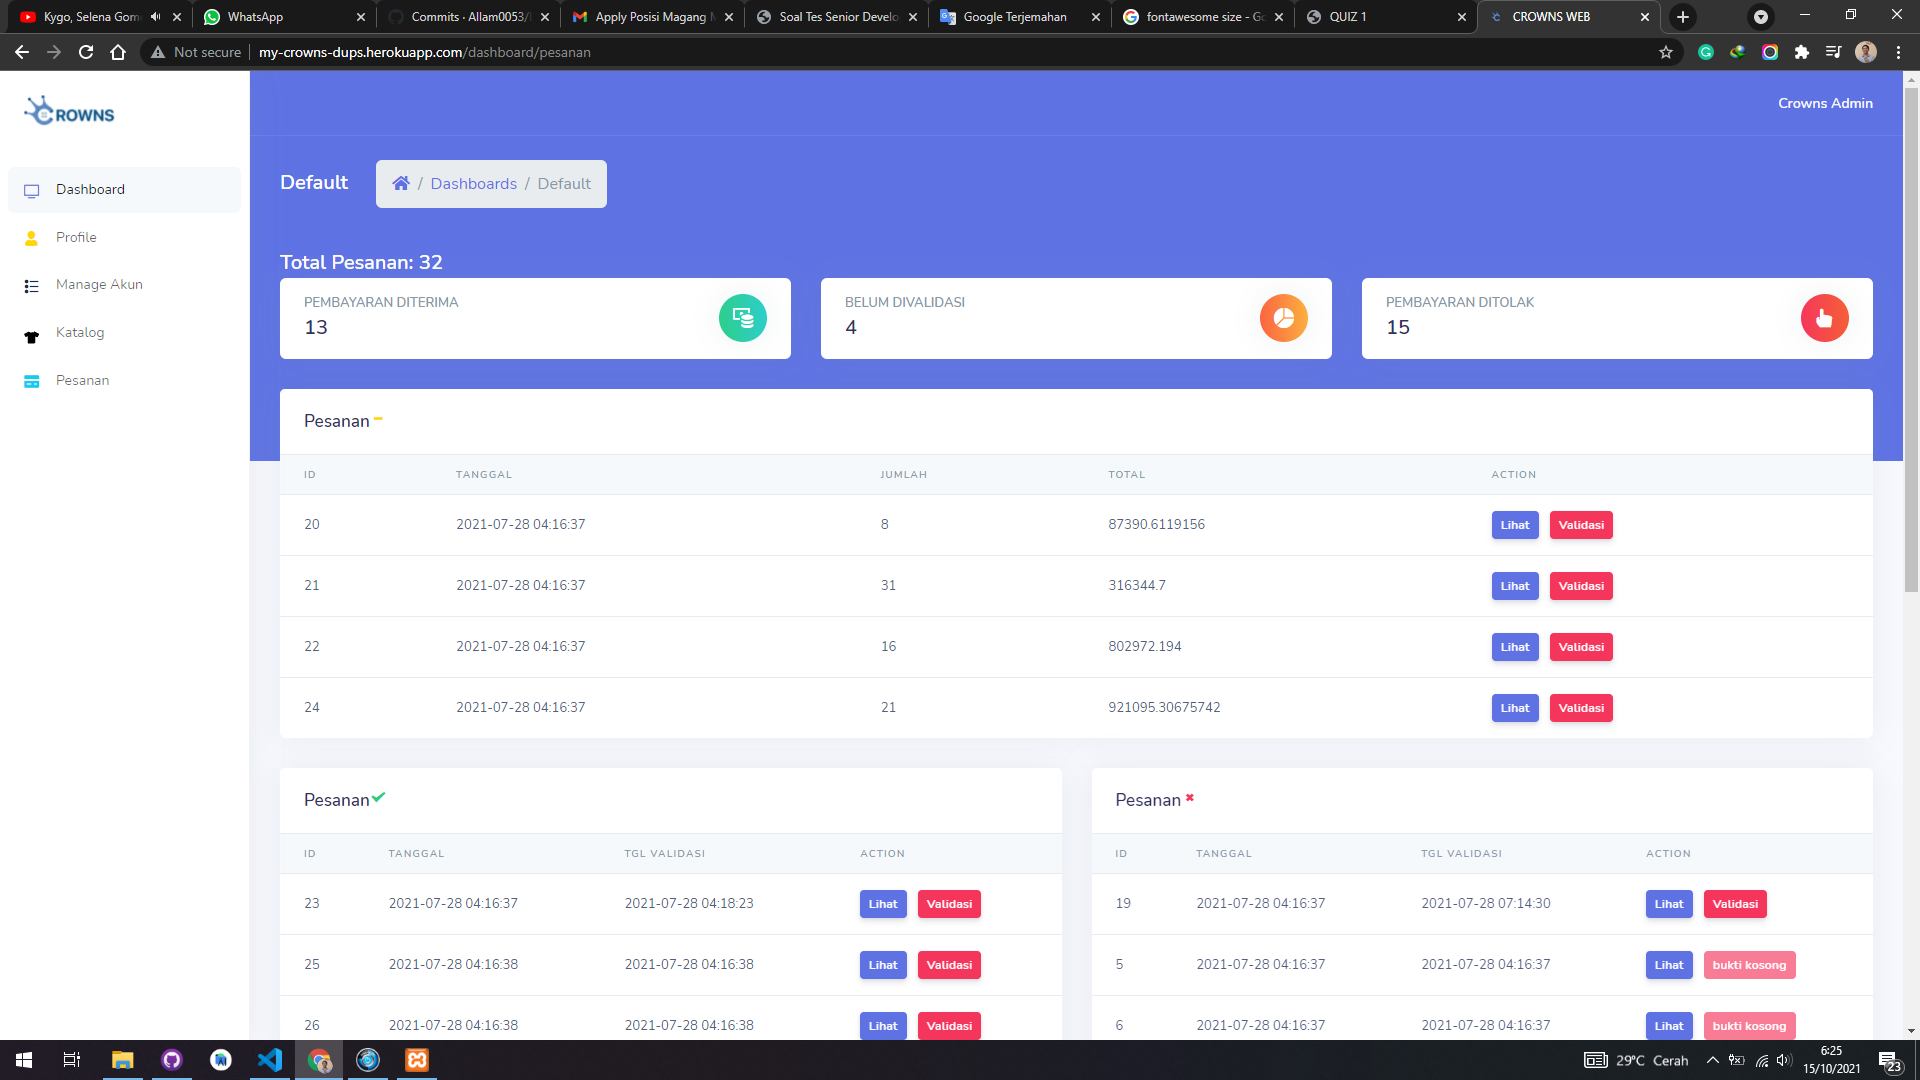 Kygo, Selena Gom
WhatsApp
Commits · Allam0053/
Apply Posisi Magang
Soal Tes Senior Develo
Google Terjemahan
fontawesome size - Go
QUIZ 1
CROWNS WEB
Not secure
my-crowns-dups.herokuapp.com/dashboard/pesanan
CROWNS
Crowns Admin
Dashboard
Profile
Manage Akun
Katalog
Pesanan
Default
/ Dashboards / Default
Total Pesanan: 32
PEMBAYARAN DITERIMA
13
BELUM DIVALIDASI
4
PEMBAYARAN DITOLAK
15
Pesanan
ID TANGGAL JUMLAH TOTAL ACTION
20 2021-07-28 04:16:37 8 87390.6119156 Lihat Validasi
21 2021-07-28 04:16:37 31 316344.7 Lihat Validasi
22 2021-07-28 04:16:37 16 802972.194 Lihat Validasi
24 2021-07-28 04:16:37 21 921095.30675742 Lihat Validasi
Pesanan
ID TANGGAL TGL VALIDASI ACTION
23 2021-07-28 04:16:37 2021-07-28 04:18:23 Lihat Validasi
25 2021-07-28 04:16:38 2021-07-28 04:16:38 Lihat Validasi
26 2021-07-28 04:16:38 2021-07-28 04:16:38 Lihat Validasi
Pesanan
ID TANGGAL TGL VALIDASI ACTION
19 2021-07-28 04:16:37 2021-07-28 07:14:30 Lihat Validasi
5 2021-07-28 04:16:37 2021-07-28 04:16:37 Lihat bukti kosong
6 2021-07-28 04:16:37 2021-07-28 04:16:37 Lihat bukti kosong
29°C Cerah
6:25
15/10/2021
23